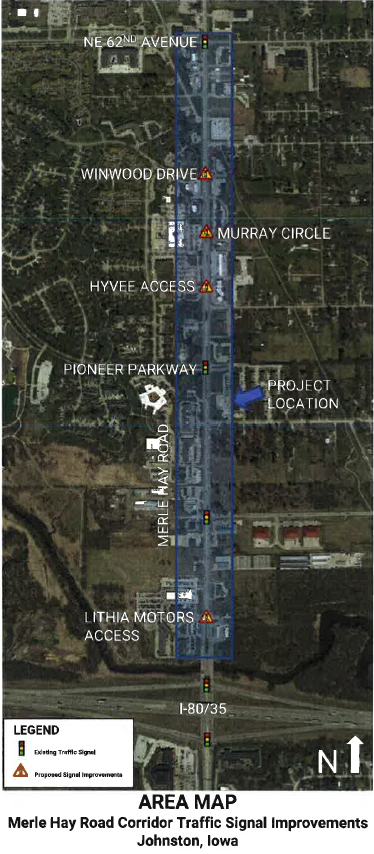 NE 62ND AVENUE
WINWOOD DRIVE
MURRAY CIRCLE
HYVEE ACCESS
PIONEER PARKWAY
PROJECT
LOCATION
MERLE HAY ROAD
LITHIA MOTORS
ACCESS
I-80/35
LEGEND
Existing Traffic Signal
Proposed Signal Improvements
N
AREA MAP
Merle Hay Road Corridor Traffic Signal Improvements
Johnston, Iowa